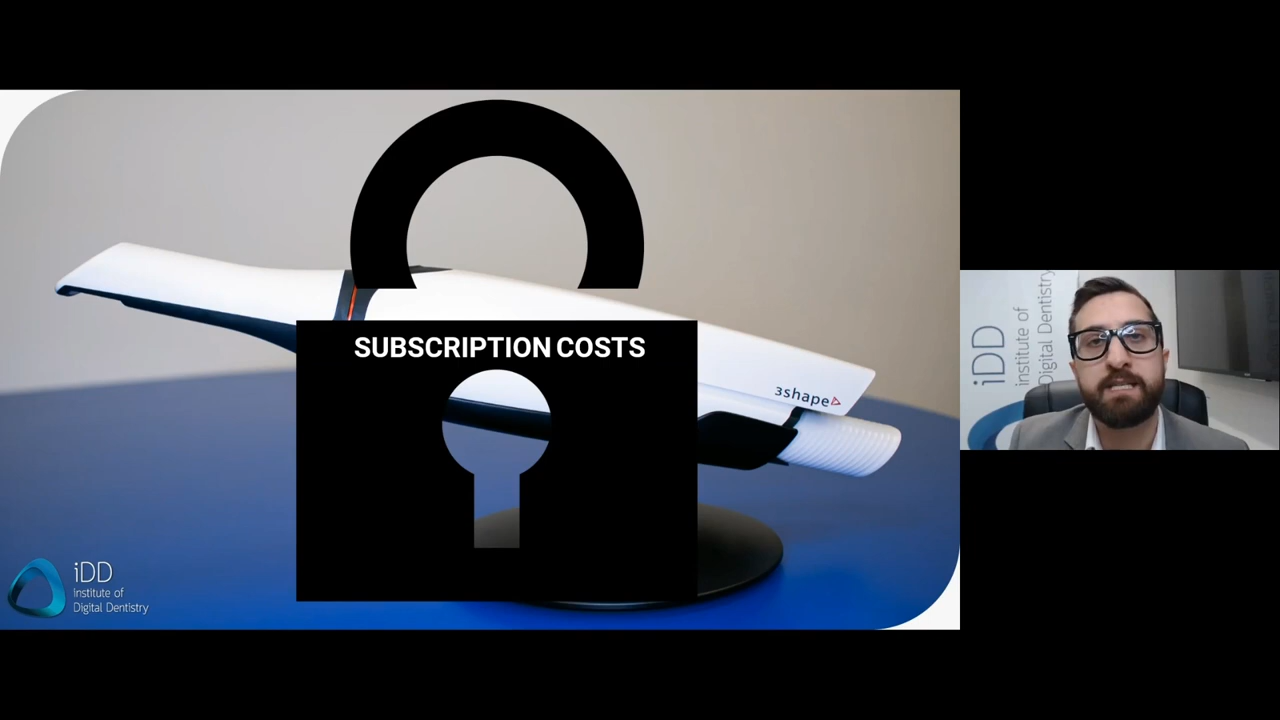 SUBSCRIPTION COSTS
3shape
iDD
Institute of
Digital Dentistry
iDD
institute of
Digital Dentistry